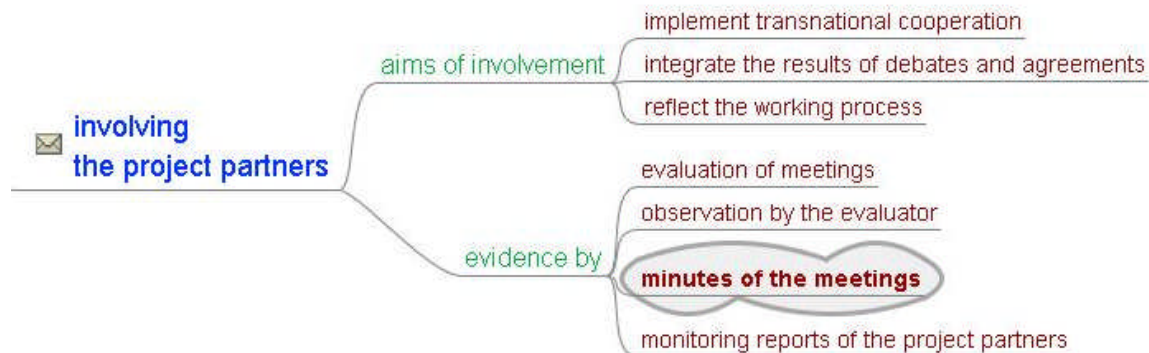 involving
the project partners
aims of involvement
implement transnational cooperation
integrate the results of debates and agreements
reflect the working process
evidence by
evaluation of meetings
observation by the evaluator
minutes of the meetings
monitoring reports of the project partners